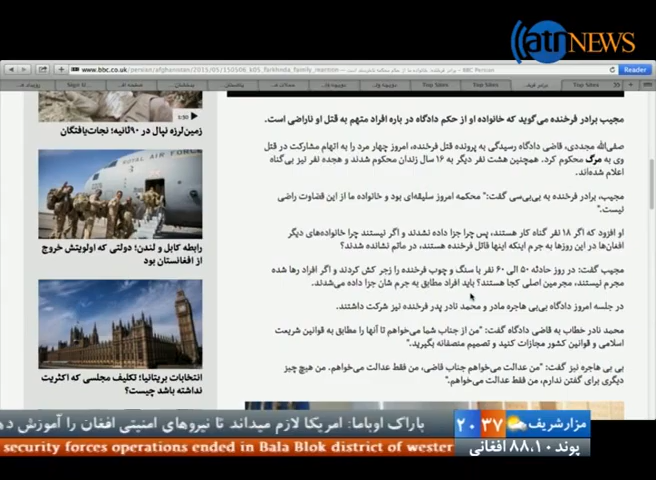 atn NEWS
www.bbc.co.uk/persian/afghanistan/2015/05/150506_k05_farkhnda_family_reaction
BBC Persian
Reader
Top Sites
Top Sites
Top Sites
مجیب برادر فرخنده می‌گوید که خانواده او از حکم دادگاه در باره افراد متهم به قتل او ناراضی است.
صفی‌الله مجددی، قاضی دادگاه رسیدگی به پرونده قتل فرخنده، امروز چهار مرد را به اتهام مشارکت در قتل
وی به مرگ محکوم کرد. همچنین هشت نفر دیگر به ۱۶ سال زندان محکوم شدند و هجده نفر نیز بی‌گناه
اعلام شده‌اند.
مجیب، برادر فرخنده به بی‌بی‌سی گفت:" محکمه امروز سلیقه‌ای بود و خانواده ما از این قضاوت راضی
نیست."
او افزود که اگر ۱۸ نفر گناه کار هستند، پس چرا جزا داده نشدند و اگر نیستند چرا خانواده‌های دیگر
افغان‌ها در این روزها به جرم اینکه اینها قاتل فرخنده هستند، در ماتم نشانده شدند؟
مجیب گفت: در روز حادثه ۵۰ الی ۶۰ نفر با سنگ و چوب فرخنده را زجر کش کردند و اگر افراد رها شده
مجرم نیستند، مجرمین اصلی کجا هستند؟ باید افراد مطابق به جرم شان جزا داده می‌شدند.
در جلسه امروز دادگاه بی‌بی هاجره مادر و محمد نادر پدر فرخنده نیز شرکت داشتند.
محمد نادر خطاب به قاضی دادگاه گفت: "من از جناب شما می‌خواهم تا آنها را مطابق به قوانین شریعت
اسلامی و قوانین کشور مجازات کنید و تصمیم منصفانه بگیرید."
بی بی هاجره نیز گفت: "من عدالت می‌خواهم جناب قاضی، من فقط عدالت می‌خواهم. من هیچ چیز
دیگری برای گفتن ندارم، من فقط عدالت می‌خواهم."
1:50
زمین‌لرزه نپال در ۹۰ثانیه؛ نجات‌یافتگان
ROYAL AIR FORCE
رابطه کابل و لندن؛ دولتی که اولویتش خروج
از افغانستان بود
انتخابات بریتانیا؛ تکلیف مجلسی که اکثریت
نداشته باشد چیست؟
باراک اوباما: امریکا لازم میداند تا نیروهای امنیتی افغان را آموزش ده
۲۰ ۳۷
مزارشریف
security forces operations ended in Bala Blok district of wester
پوند ۸۸،۱۰ افغانی